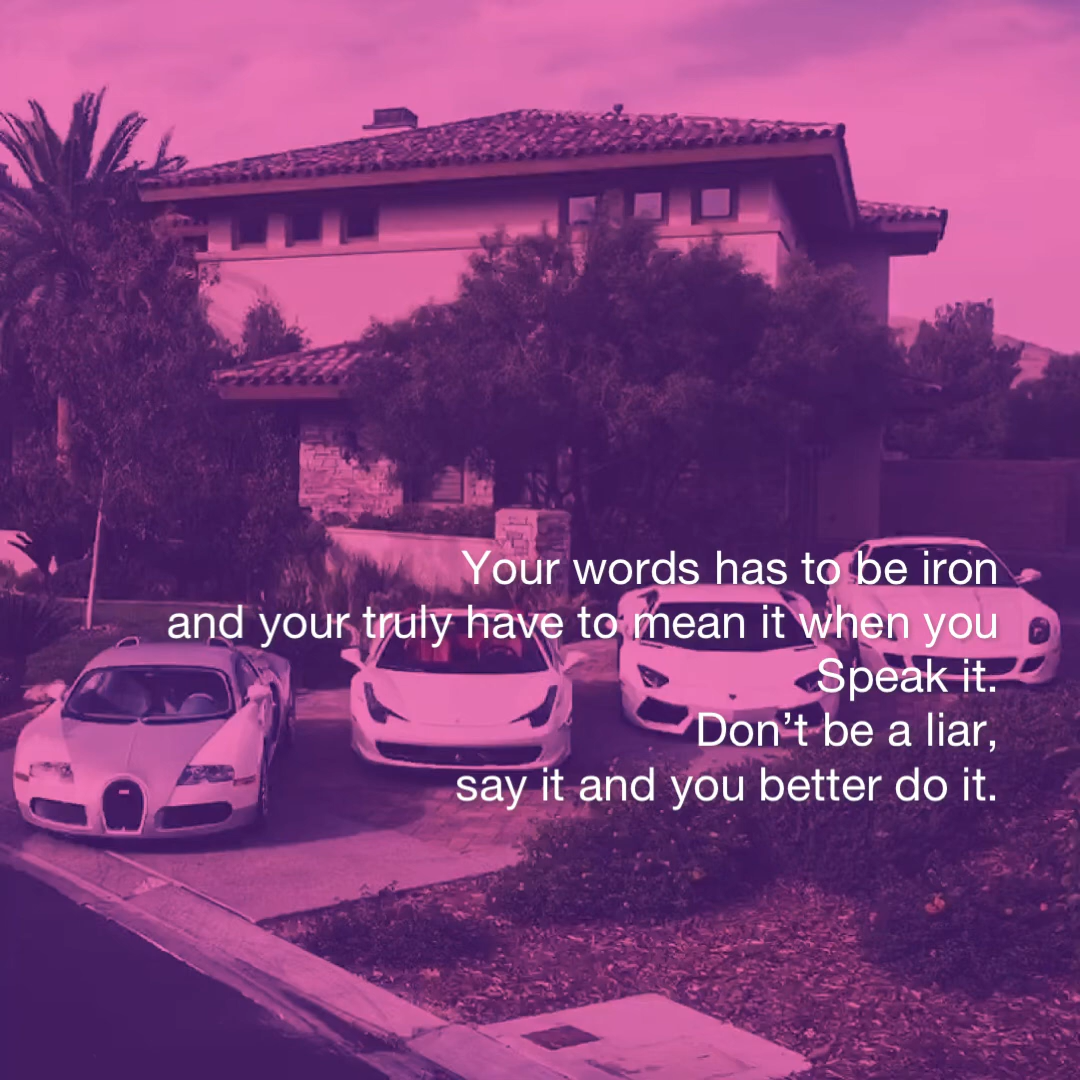 Your words has to be iron
and your truly have to mean it when you
Speak it.
Don’t be a liar,
say it and you better do it.